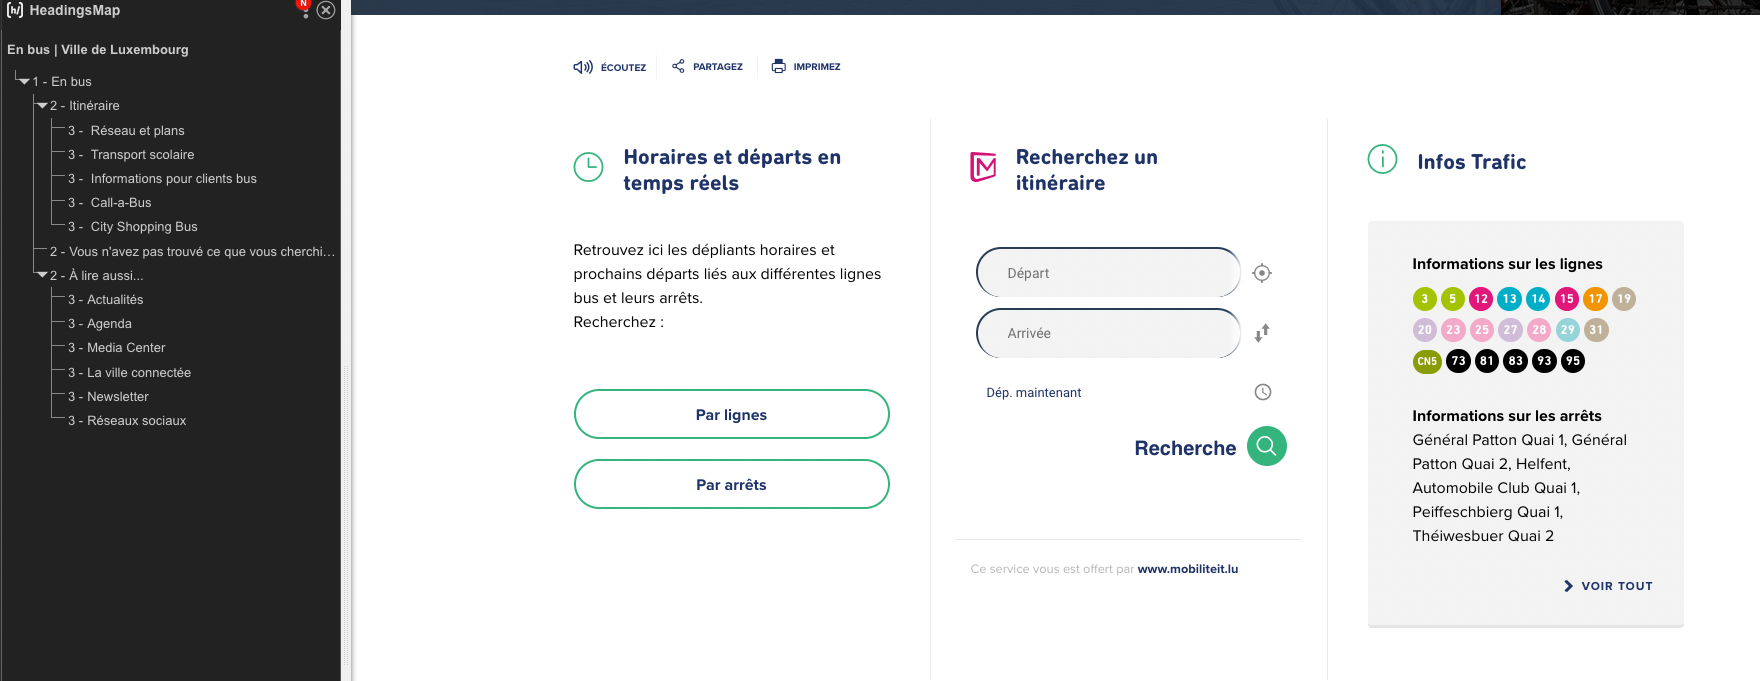 HeadingsMap
N
En bus | Ville de Luxembourg
1 - En bus
2 - Itinéraire
3 - Réseau et plans
3 - Transport scolaire
3 - Informations pour clients bus
3 - Call-a-Bus
3 - City Shopping Bus
2 - Vous n'avez pas trouvé ce que vous cherchi...
2 - À lire aussi...
3 - Actualités
3 - Agenda
3 - Media Center
3 - La ville connectée
3 - Newsletter
3 - Réseaux sociaux
ÉCOUTEZ
PARTAGEZ
IMPRIMEZ
Horaires et départs en
temps réels
Retrouvez ici les dépliants horaires et
prochains départs liés aux différentes lignes
bus et leurs arrêts.
Recherchez :
Par lignes
Par arrêts
Recherchez un
itinéraire
Départ
Arrivée
Dép. maintenant
Recherche
Ce service vous est offert par www.mobiliteit.lu
Infos Trafic
Informations sur les lignes
3 5 12 13 14 15 17 19
20 23 25 27 28 29 31
CN5 73 81 83 93 95
Informations sur les arrêts
Général Patton Quai 1, Général
Patton Quai 2, Helfent,
Automobile Club Quai 1,
Peiffeschbierg Quai 1,
Théiwesbuer Quai 2
VOIR TOUT